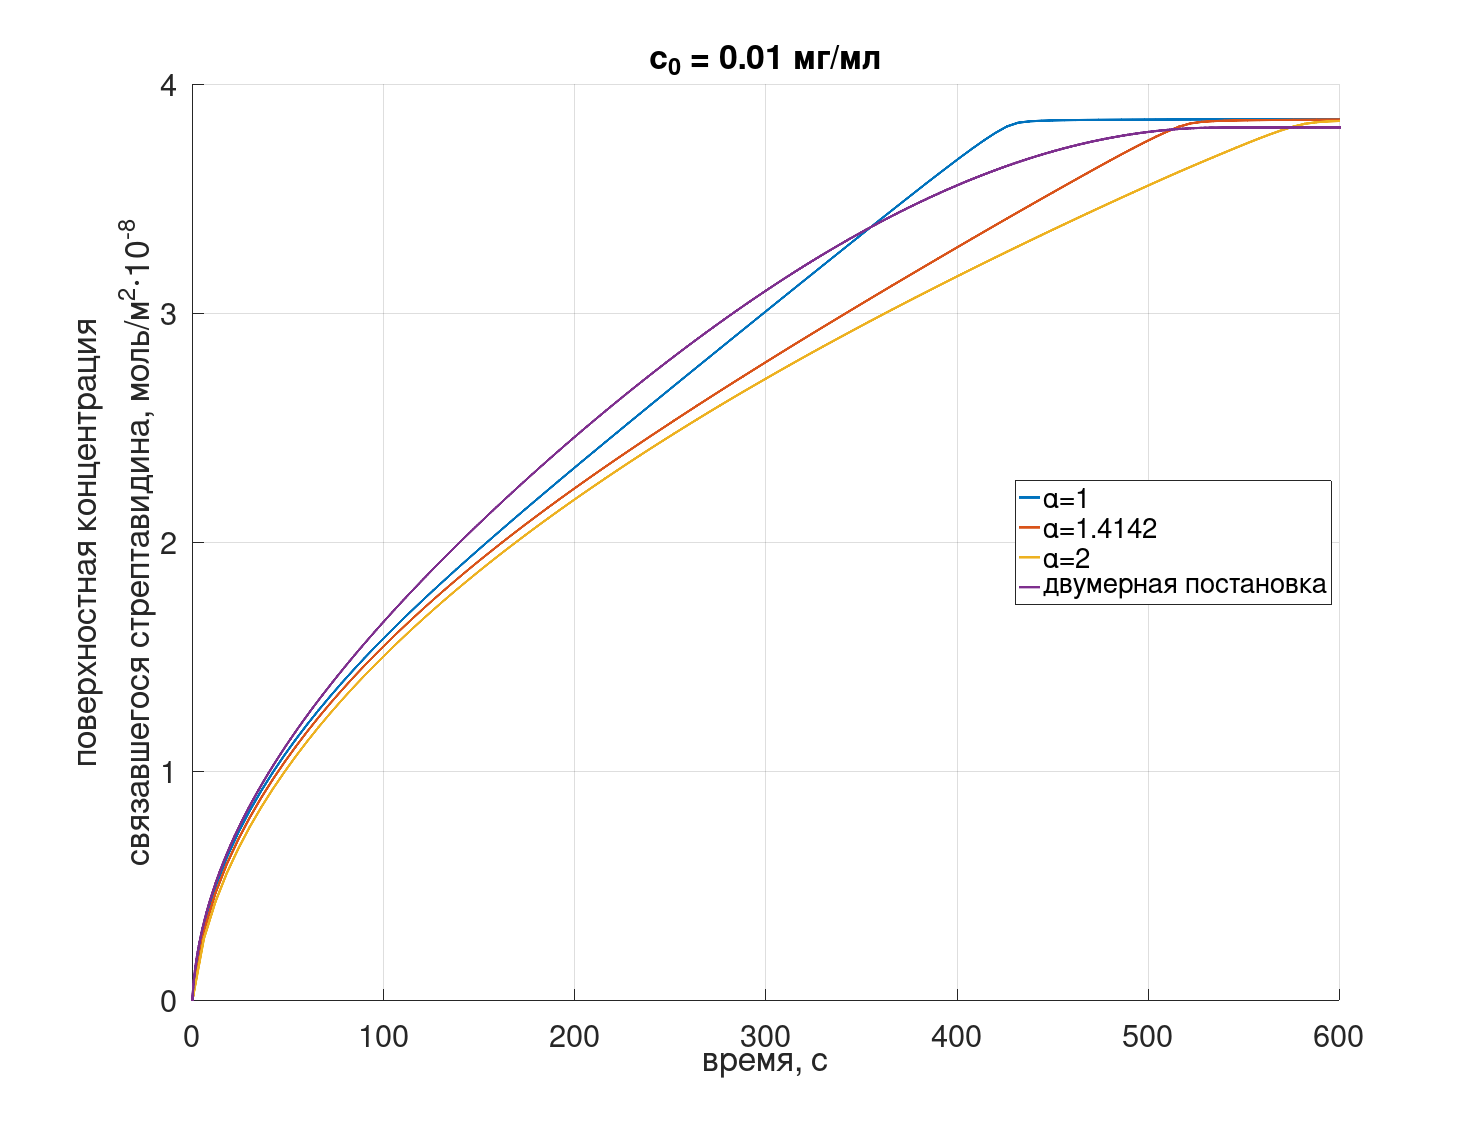 c₀ = 0.01 мг/мл
поверхностная концентрация
связавшегося стрептавидина, моль/м²·10⁻⁸
4
3
2
1
0
α=1
α=1.4142
α=2
двумерная постановка
0 100 200 300 400 500 600
время, с